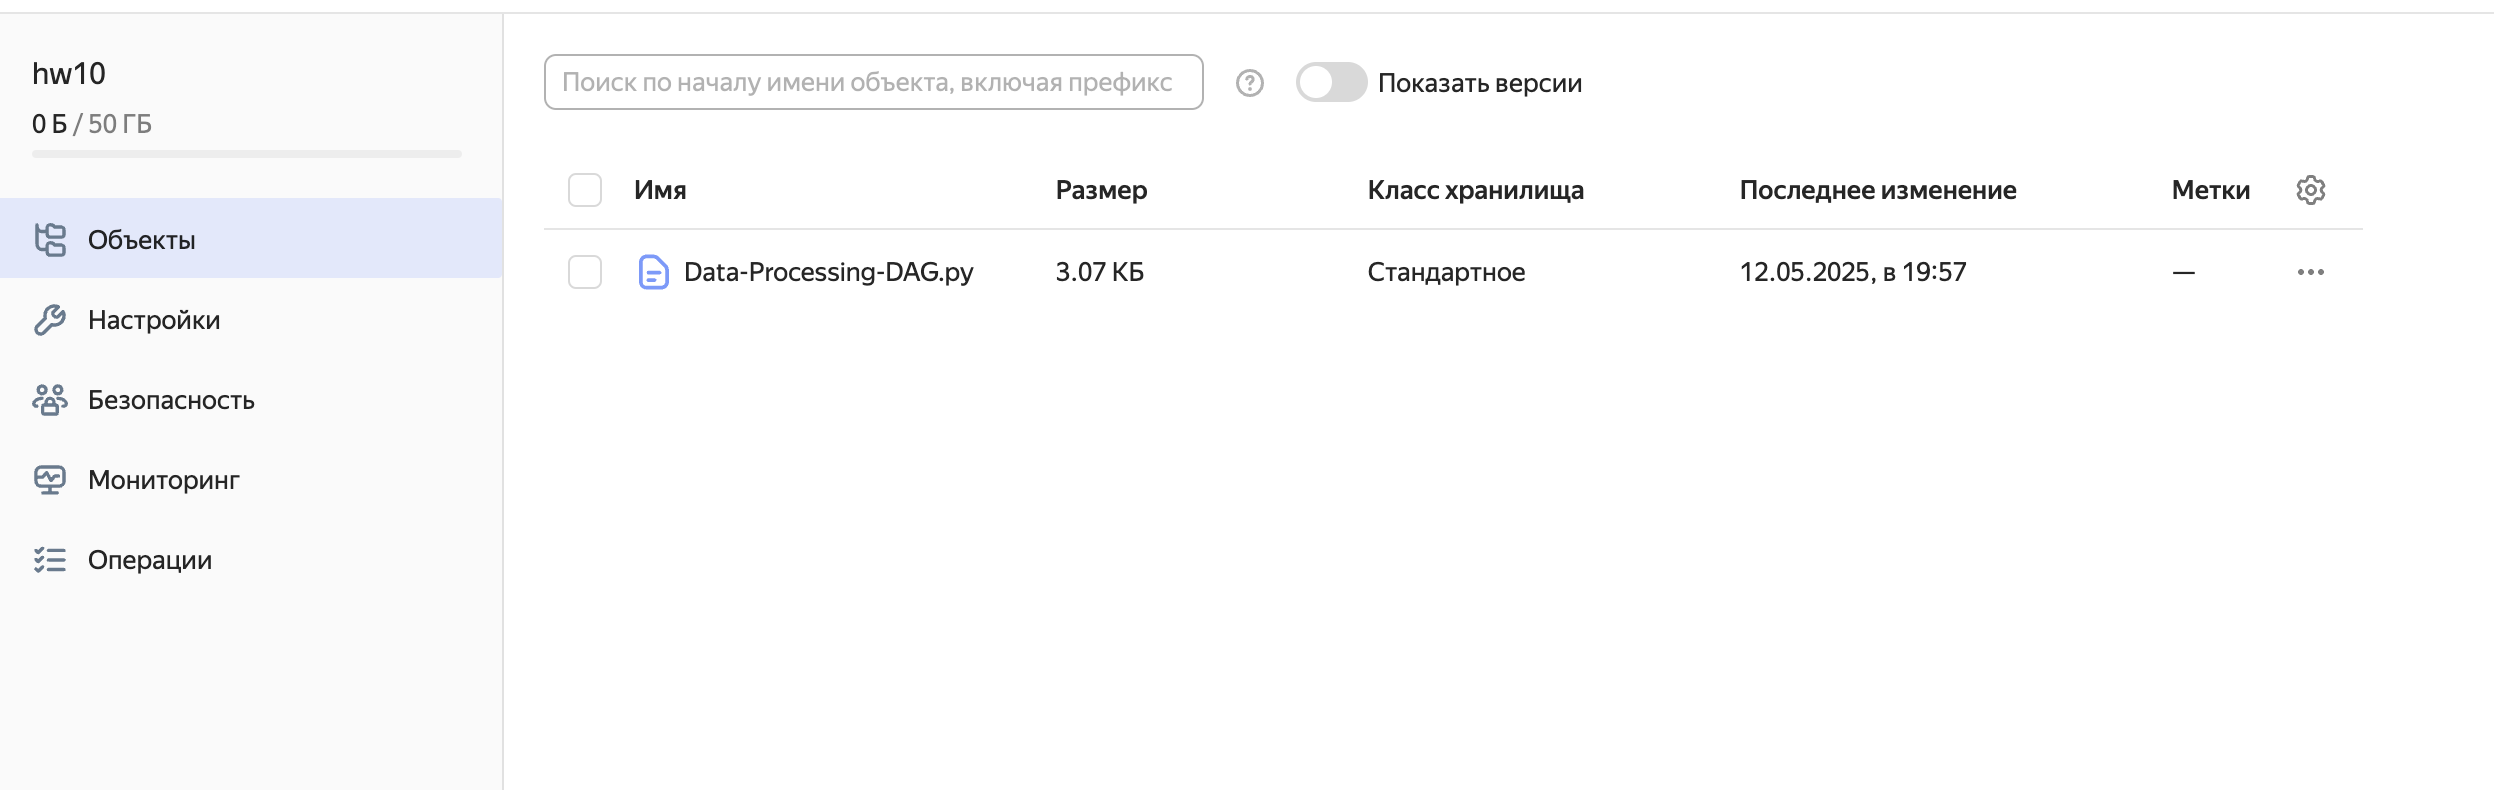 hw10
0 Б / 50 ГБ
Объекты
Настройки
Безопасность
Мониторинг
Операции
Поиск по началу имени объекта, включая префикс
Показать версии
Имя Размер Класс хранилища Последнее изменение Метки
Data-Processing-DAG.py 3.07 КБ Стандартное 12.05.2025, в 19:57 —